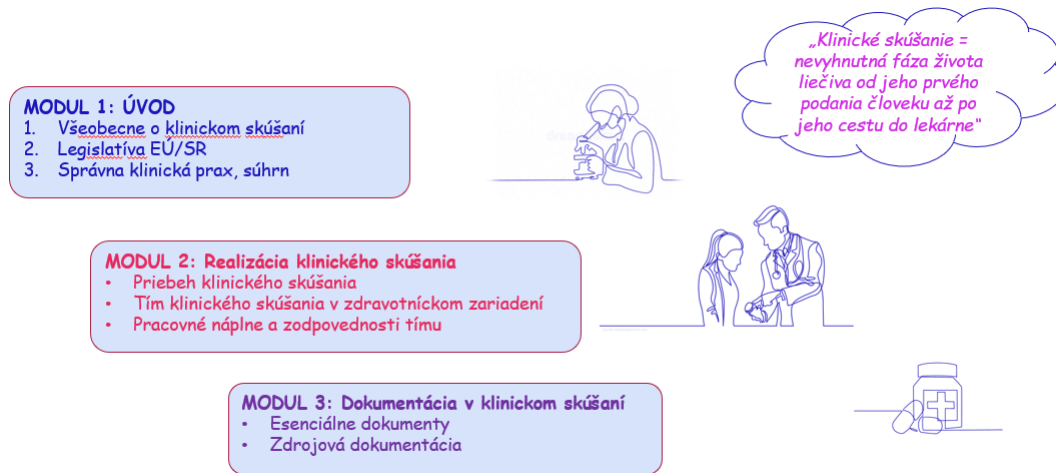 „Klinické skúšanie =
nevyhnutná fáza života
liečiva od jeho prvého
podania človeku až po
jeho cestu do lekárne“
MODUL 1: ÚVOD
1. Všeobecne o klinickom skúšaní
2. Legislatíva EÚ/SR
3. Správna klinická prax, súhrn
MODUL 2: Realizácia klinického skúšania
• Priebeh klinického skúšania
• Tím klinického skúšania v zdravotníckom zariadení
• Pracovné náplne a zodpovednosti tímu
MODUL 3: Dokumentácia v klinickom skúšaní
• Esenciálne dokumenty
• Zdrojová dokumentácia